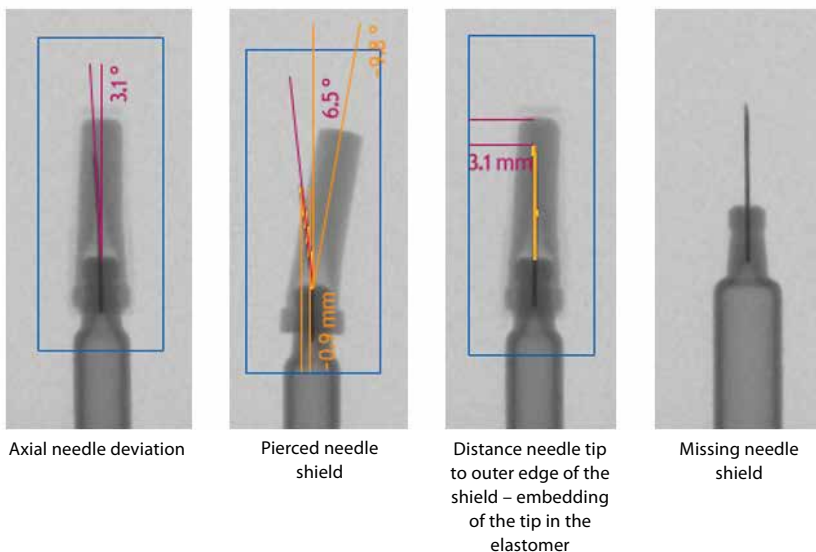 3.1 °
6.5 °
-9.8 °
-0.9 mm
3.1 mm
Axial needle deviation
Pierced needle
shield
Distance needle tip
to outer edge of the
shield – embedding
of the tip in the
elastomer
Missing needle
shield